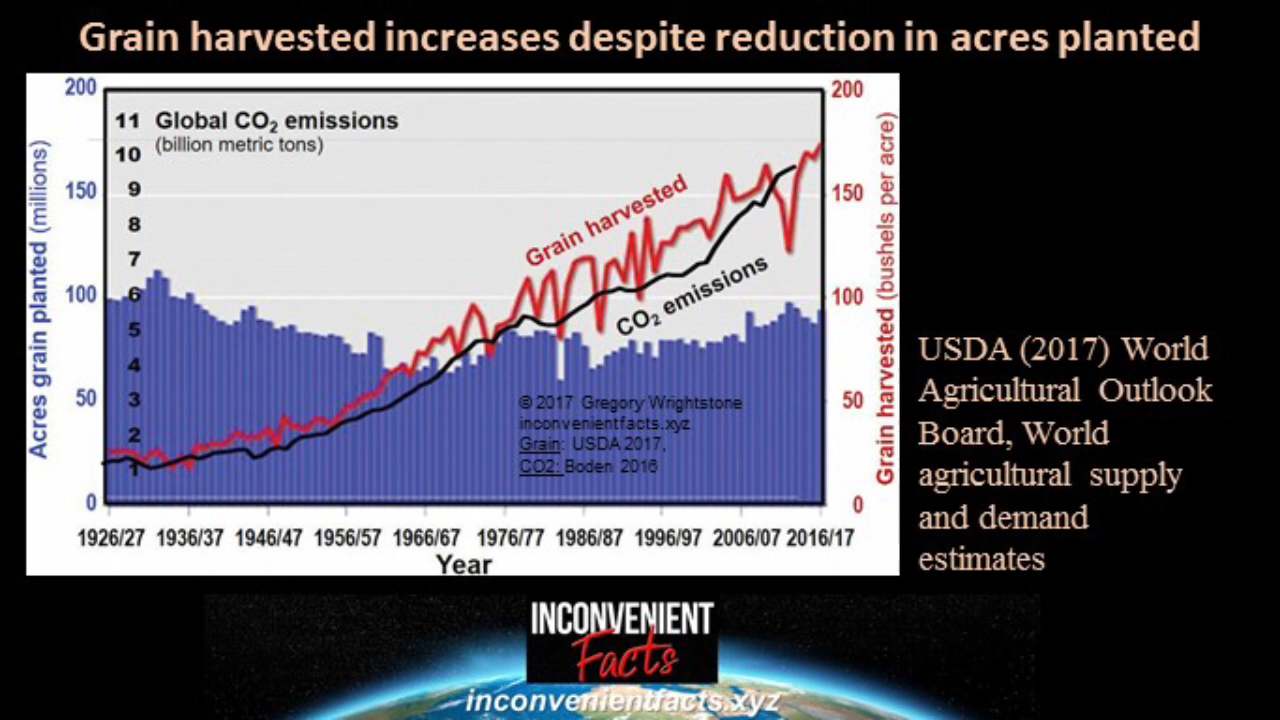 Grain harvested increases despite reduction in acres planted
200
150
100
50
0
Acres grain planted (millions)
11 Global CO₂ emissions
(billion metric tons)
10
9
8
7
6
5
4
3
2
1
Grain harvested
CO₂ emissions
© 2017 Gregory Wrightstone
inconvenientfacts.xyz
Grain: USDA 2017,
CO2: Boden 2016
200
150
100
50
0
Grain harvested (bushels per acre)
1926/27 1936/37 1946/47 1956/57 1966/67 1976/77 1986/87 1996/97 2006/07 2016/17
Year
USDA (2017) World
Agricultural Outlook
Board, World
agricultural supply
and demand
estimates
INCONVENIENT
Facts
inconvenientfacts.xyz